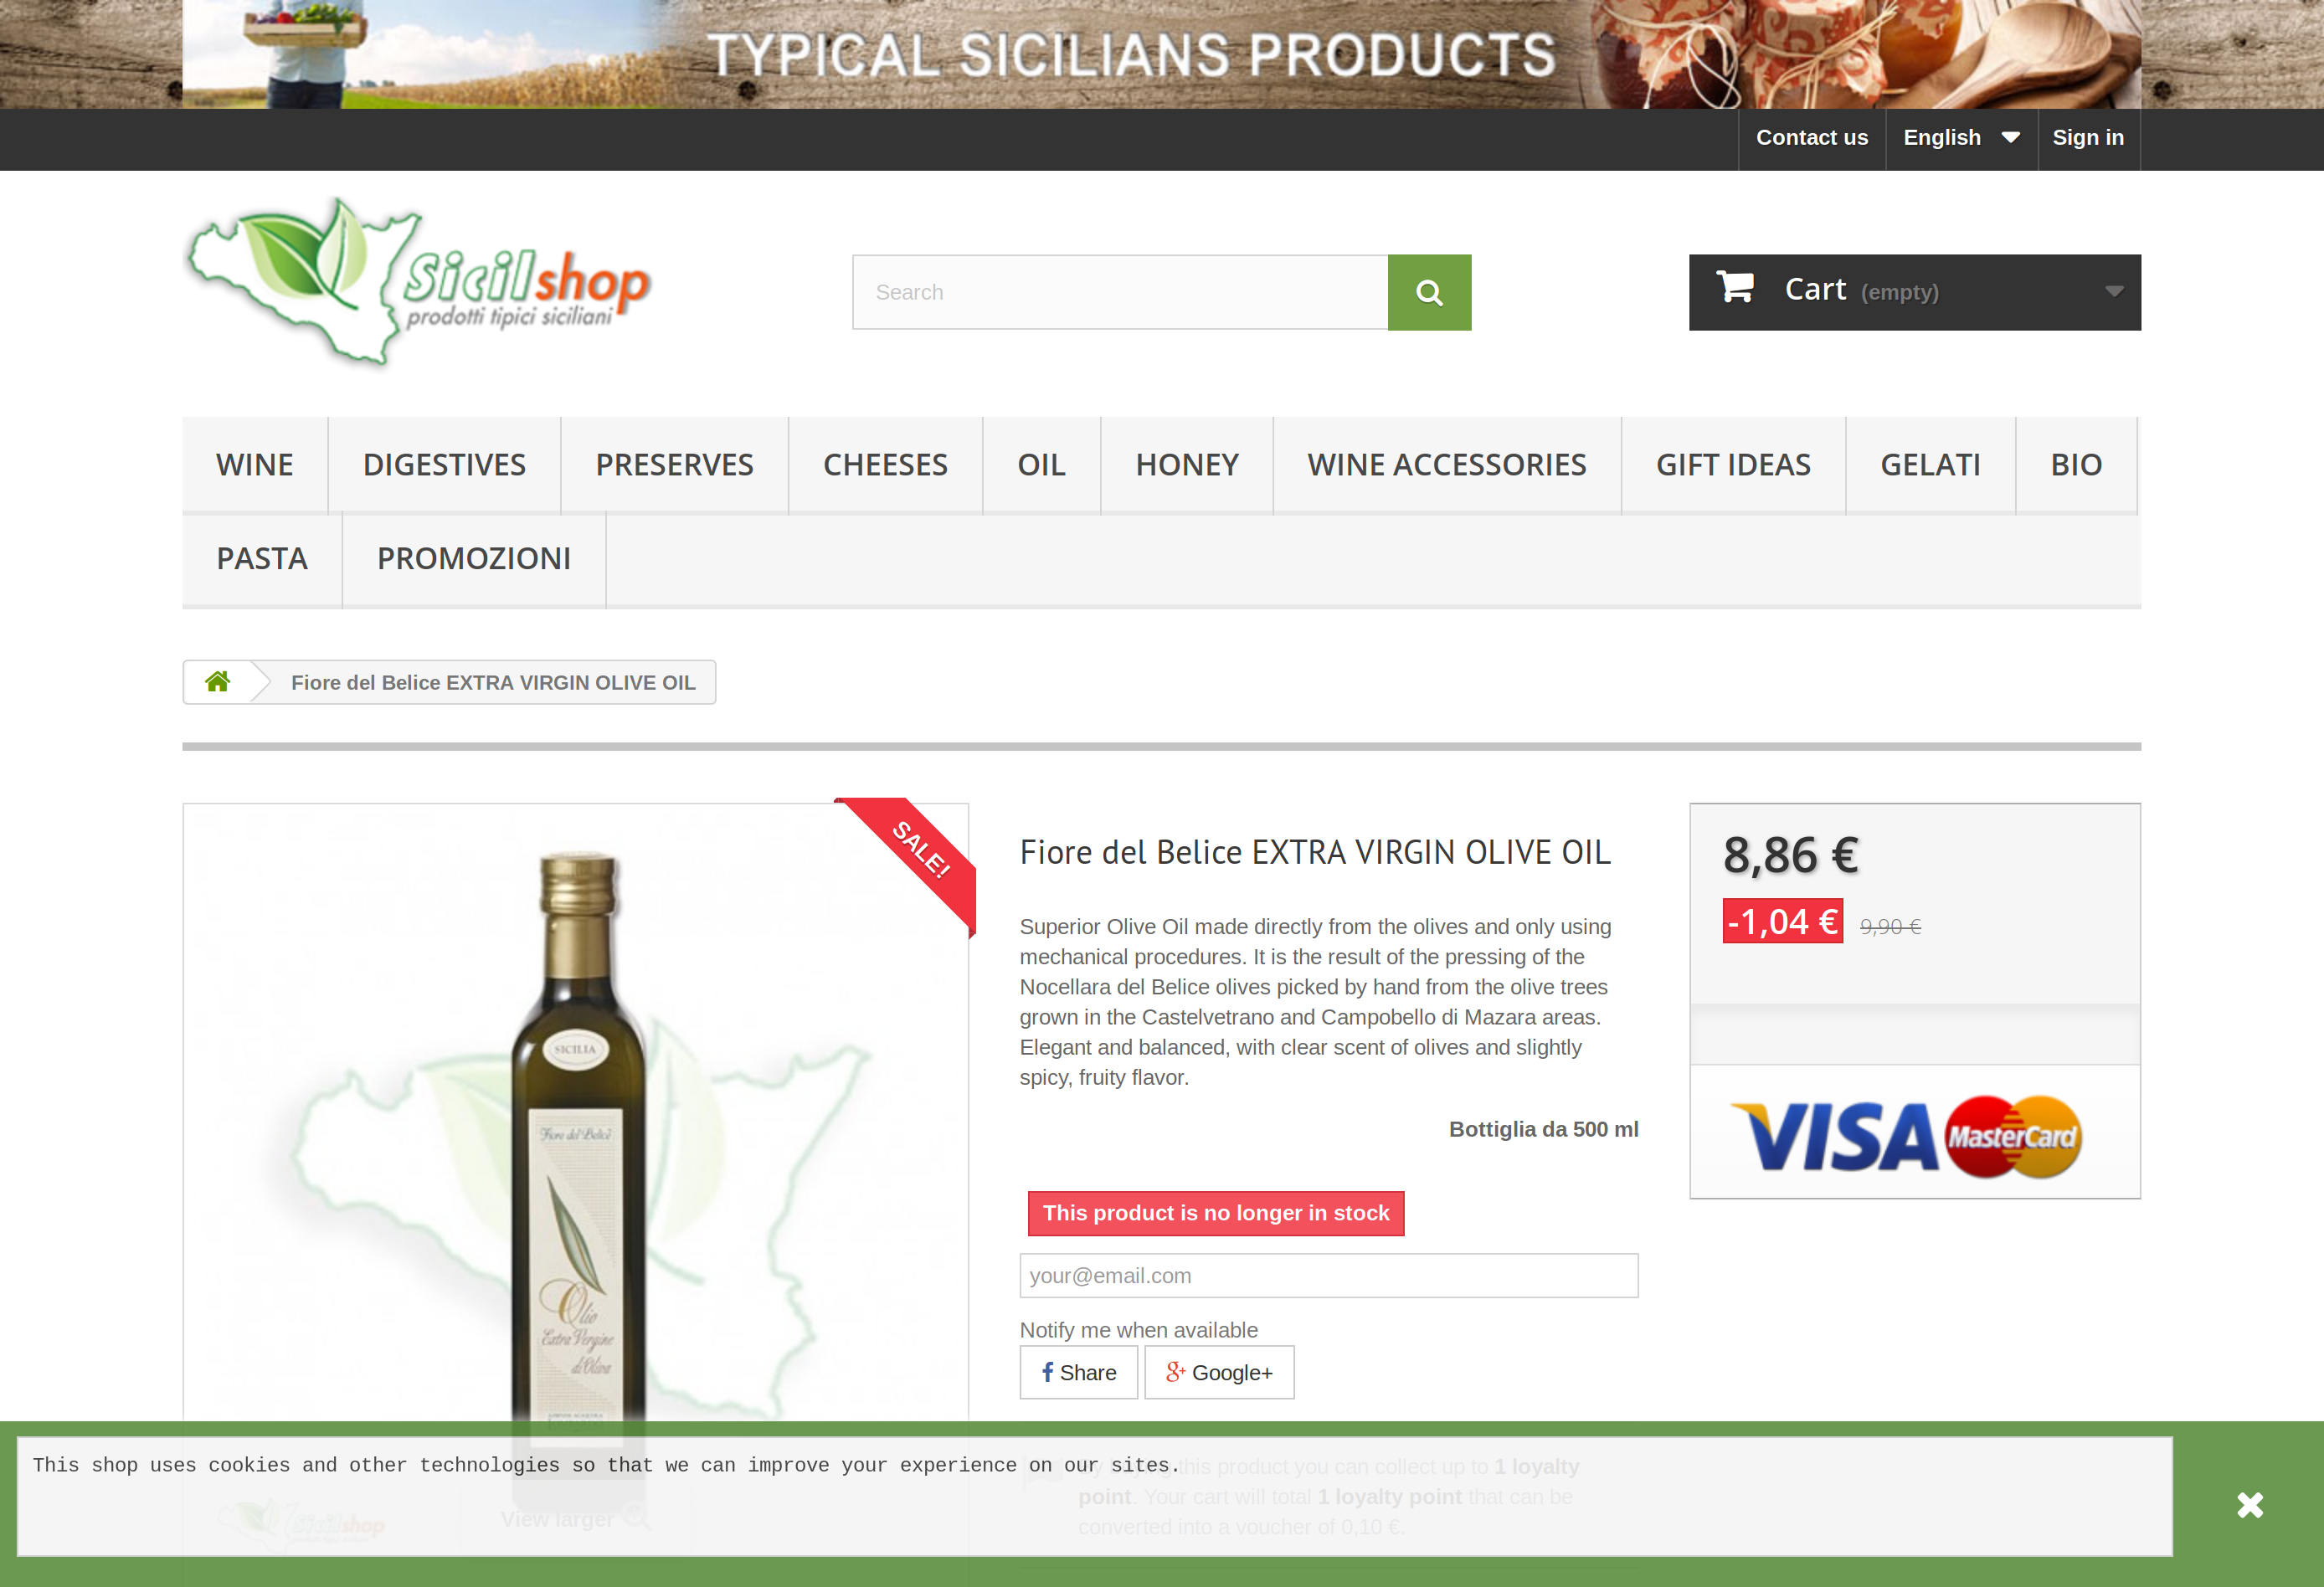 TYPICAL SICILIANS PRODUCTS
Contact us
English
Sign in
Sicilshop
prodotti tipici siciliani
Search
Cart (empty)
WINE
DIGESTIVES
PRESERVES
CHEESES
OIL
HONEY
WINE ACCESSORIES
GIFT IDEAS
GELATI
BIO
PASTA
PROMOZIONI
Fiore del Belice EXTRA VIRGIN OLIVE OIL
SALE!
SICILIA
Fiore del Belice
Olio
Extra Vergine
di Oliva
Fiore del Belice EXTRA VIRGIN OLIVE OIL
Superior Olive Oil made directly from the olives and only using
mechanical procedures. It is the result of the pressing of the
Nocellara del Belice olives picked by hand from the olive trees
grown in the Castelvetrano and Campobello di Mazara areas.
Elegant and balanced, with clear scent of olives and slightly
spicy, fruity flavor.
Bottiglia da 500 ml
This product is no longer in stock
your@email.com
Notify me when available
Share
Google+
8,86 €
-1,04 € 9,90 €
VISA MasterCard
This shop uses cookies and other technologies so that we can improve your experience on our sites.
By buying this product you can collect up to 1 loyalty
point. Your cart will total 1 loyalty point that can be
converted into a voucher of 0,10 €.
View larger
Sicilshop